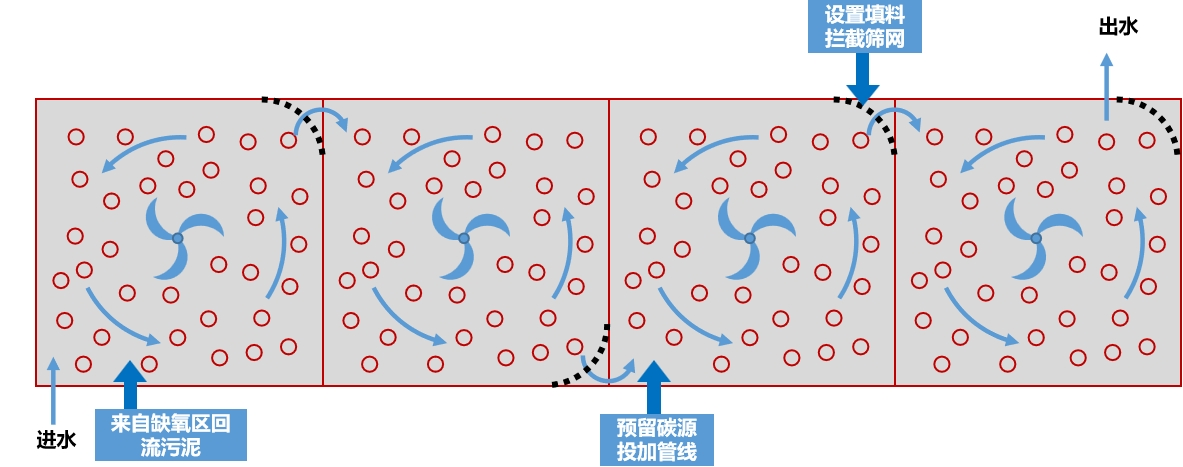 设置填料
拦截筛网
出水
进水
来自缺氧区回
流污泥
预留碳源
投加管线